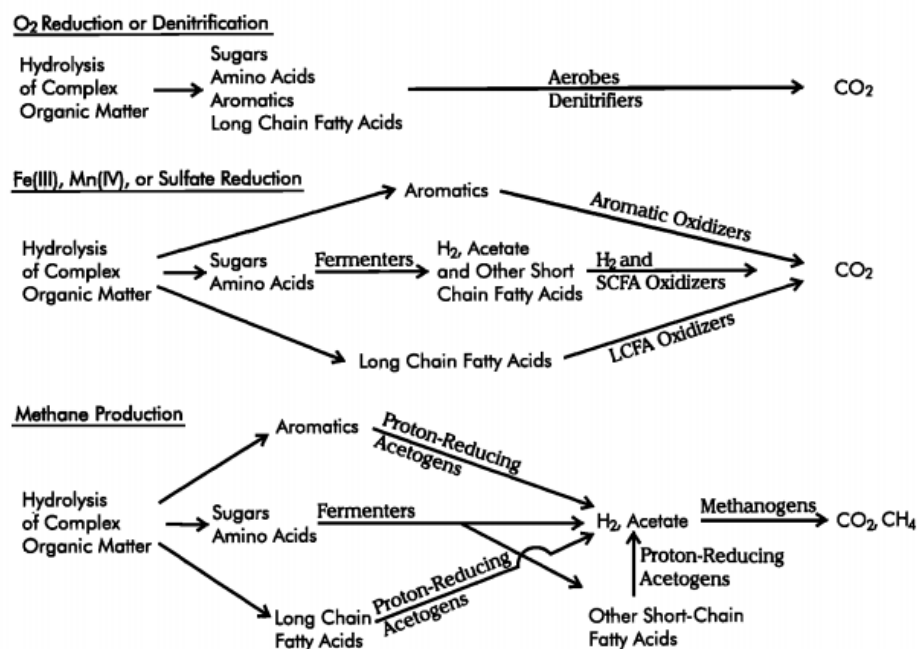 O2 Reduction or Denitrification
Hydrolysis
of Complex
Organic Matter
Sugars
Amino Acids
Aromatics
Long Chain Fatty Acids
Aerobes
Denitrifiers
CO2
Fe(III), Mn(IV), or Sulfate Reduction
Hydrolysis
of Complex
Organic Matter
Aromatics
Aromatic Oxidizers
Sugars
Amino Acids
Fermenters
H2, Acetate
and Other Short
Chain Fatty Acids
H2 and
SCFA Oxidizers
CO2
Long Chain Fatty Acids
LCFA Oxidizers
Methane Production
Hydrolysis
of Complex
Organic Matter
Aromatics
Proton-Reducing
Acetogens
Sugars
Amino Acids
Fermenters
H2, Acetate
Methanogens
CO2, CH4
Long Chain
Fatty Acids
Proton-Reducing
Acetogens
Proton-Reducing
Acetogens
Other Short-Chain
Fatty Acids